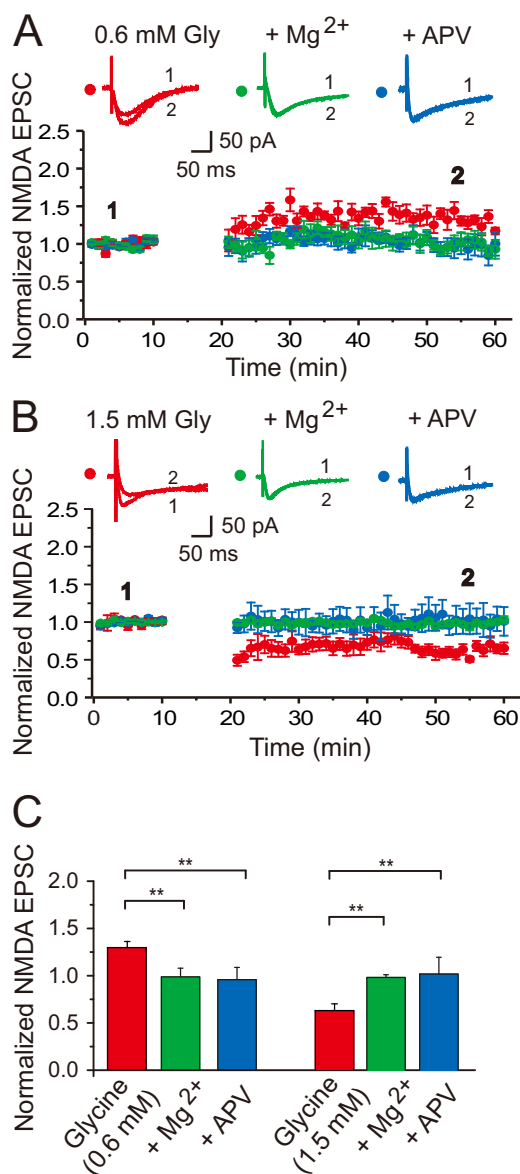 A
0.6 mM Gly + Mg2+ + APV
1
2
1
2
1
2
50 pA
50 ms
Normalized NMDA EPSC
2.5
2.0
1.5
1.0
0.5
0.0
1
2
0 10 20 30 40 50 60
Time (min)
B
1.5 mM Gly + Mg2+ + APV
2
1
1
2
1
2
50 pA
50 ms
Normalized NMDA EPSC
2.5
2.0
1.5
1.0
0.5
0.0
1
2
0 10 20 30 40 50 60
Time (min)
C
Normalized NMDA EPSC
2.0
1.5
1.0
0.5
0.0
**
**
**
**
Glycine
(0.6 mM)
+ Mg2+
+ APV
Glycine
(1.5 mM)
+ Mg2+
+ APV